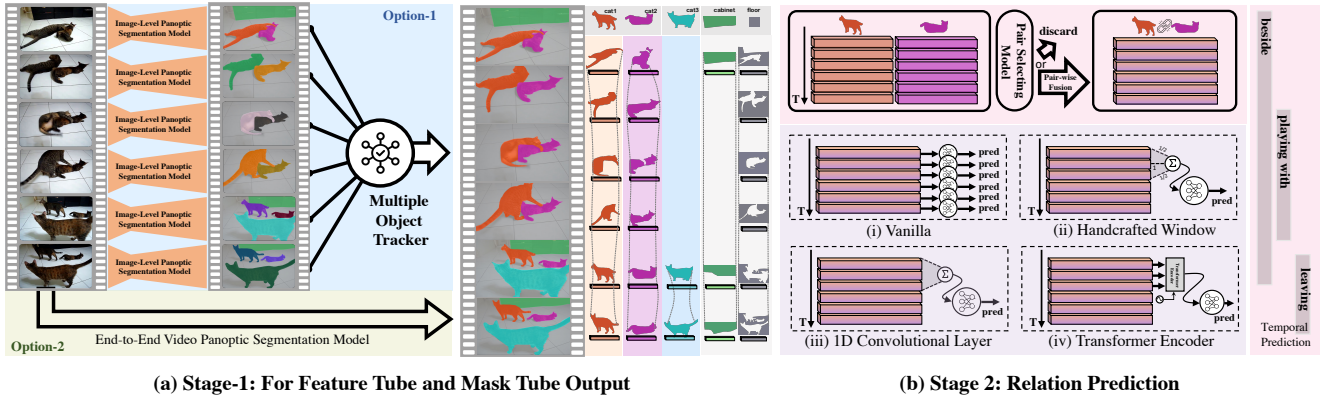 Option-1
Image-Level Panoptic
Segmentation Model
Image-Level Panoptic
Segmentation Model
Image-Level Panoptic
Segmentation Model
Image-Level Panoptic
Segmentation Model
Image-Level Panoptic
Segmentation Model
Image-Level Panoptic
Segmentation Model
Multiple
Object
Tracker
Option-2
End-to-End Video Panoptic Segmentation Model
cat1
cat2
cat3
cabinet
floor
(a) Stage-1: For Feature Tube and Mask Tube Output
T
Pair Selecting
Model
discard
or
Pair-wise
Fusion
T
T
pred
pred
pred
pred
pred
pred
(i) Vanilla
T
1/2
1
1/2
Σ
pred
(ii) Handcrafted Window
T
Σ
pred
(iii) 1D Convolutional Layer
T
Transformer
Encoder
pred
(iv) Transformer Encoder
beside
playing with
leaving
Temporal
Prediction
(b) Stage 2: Relation Prediction